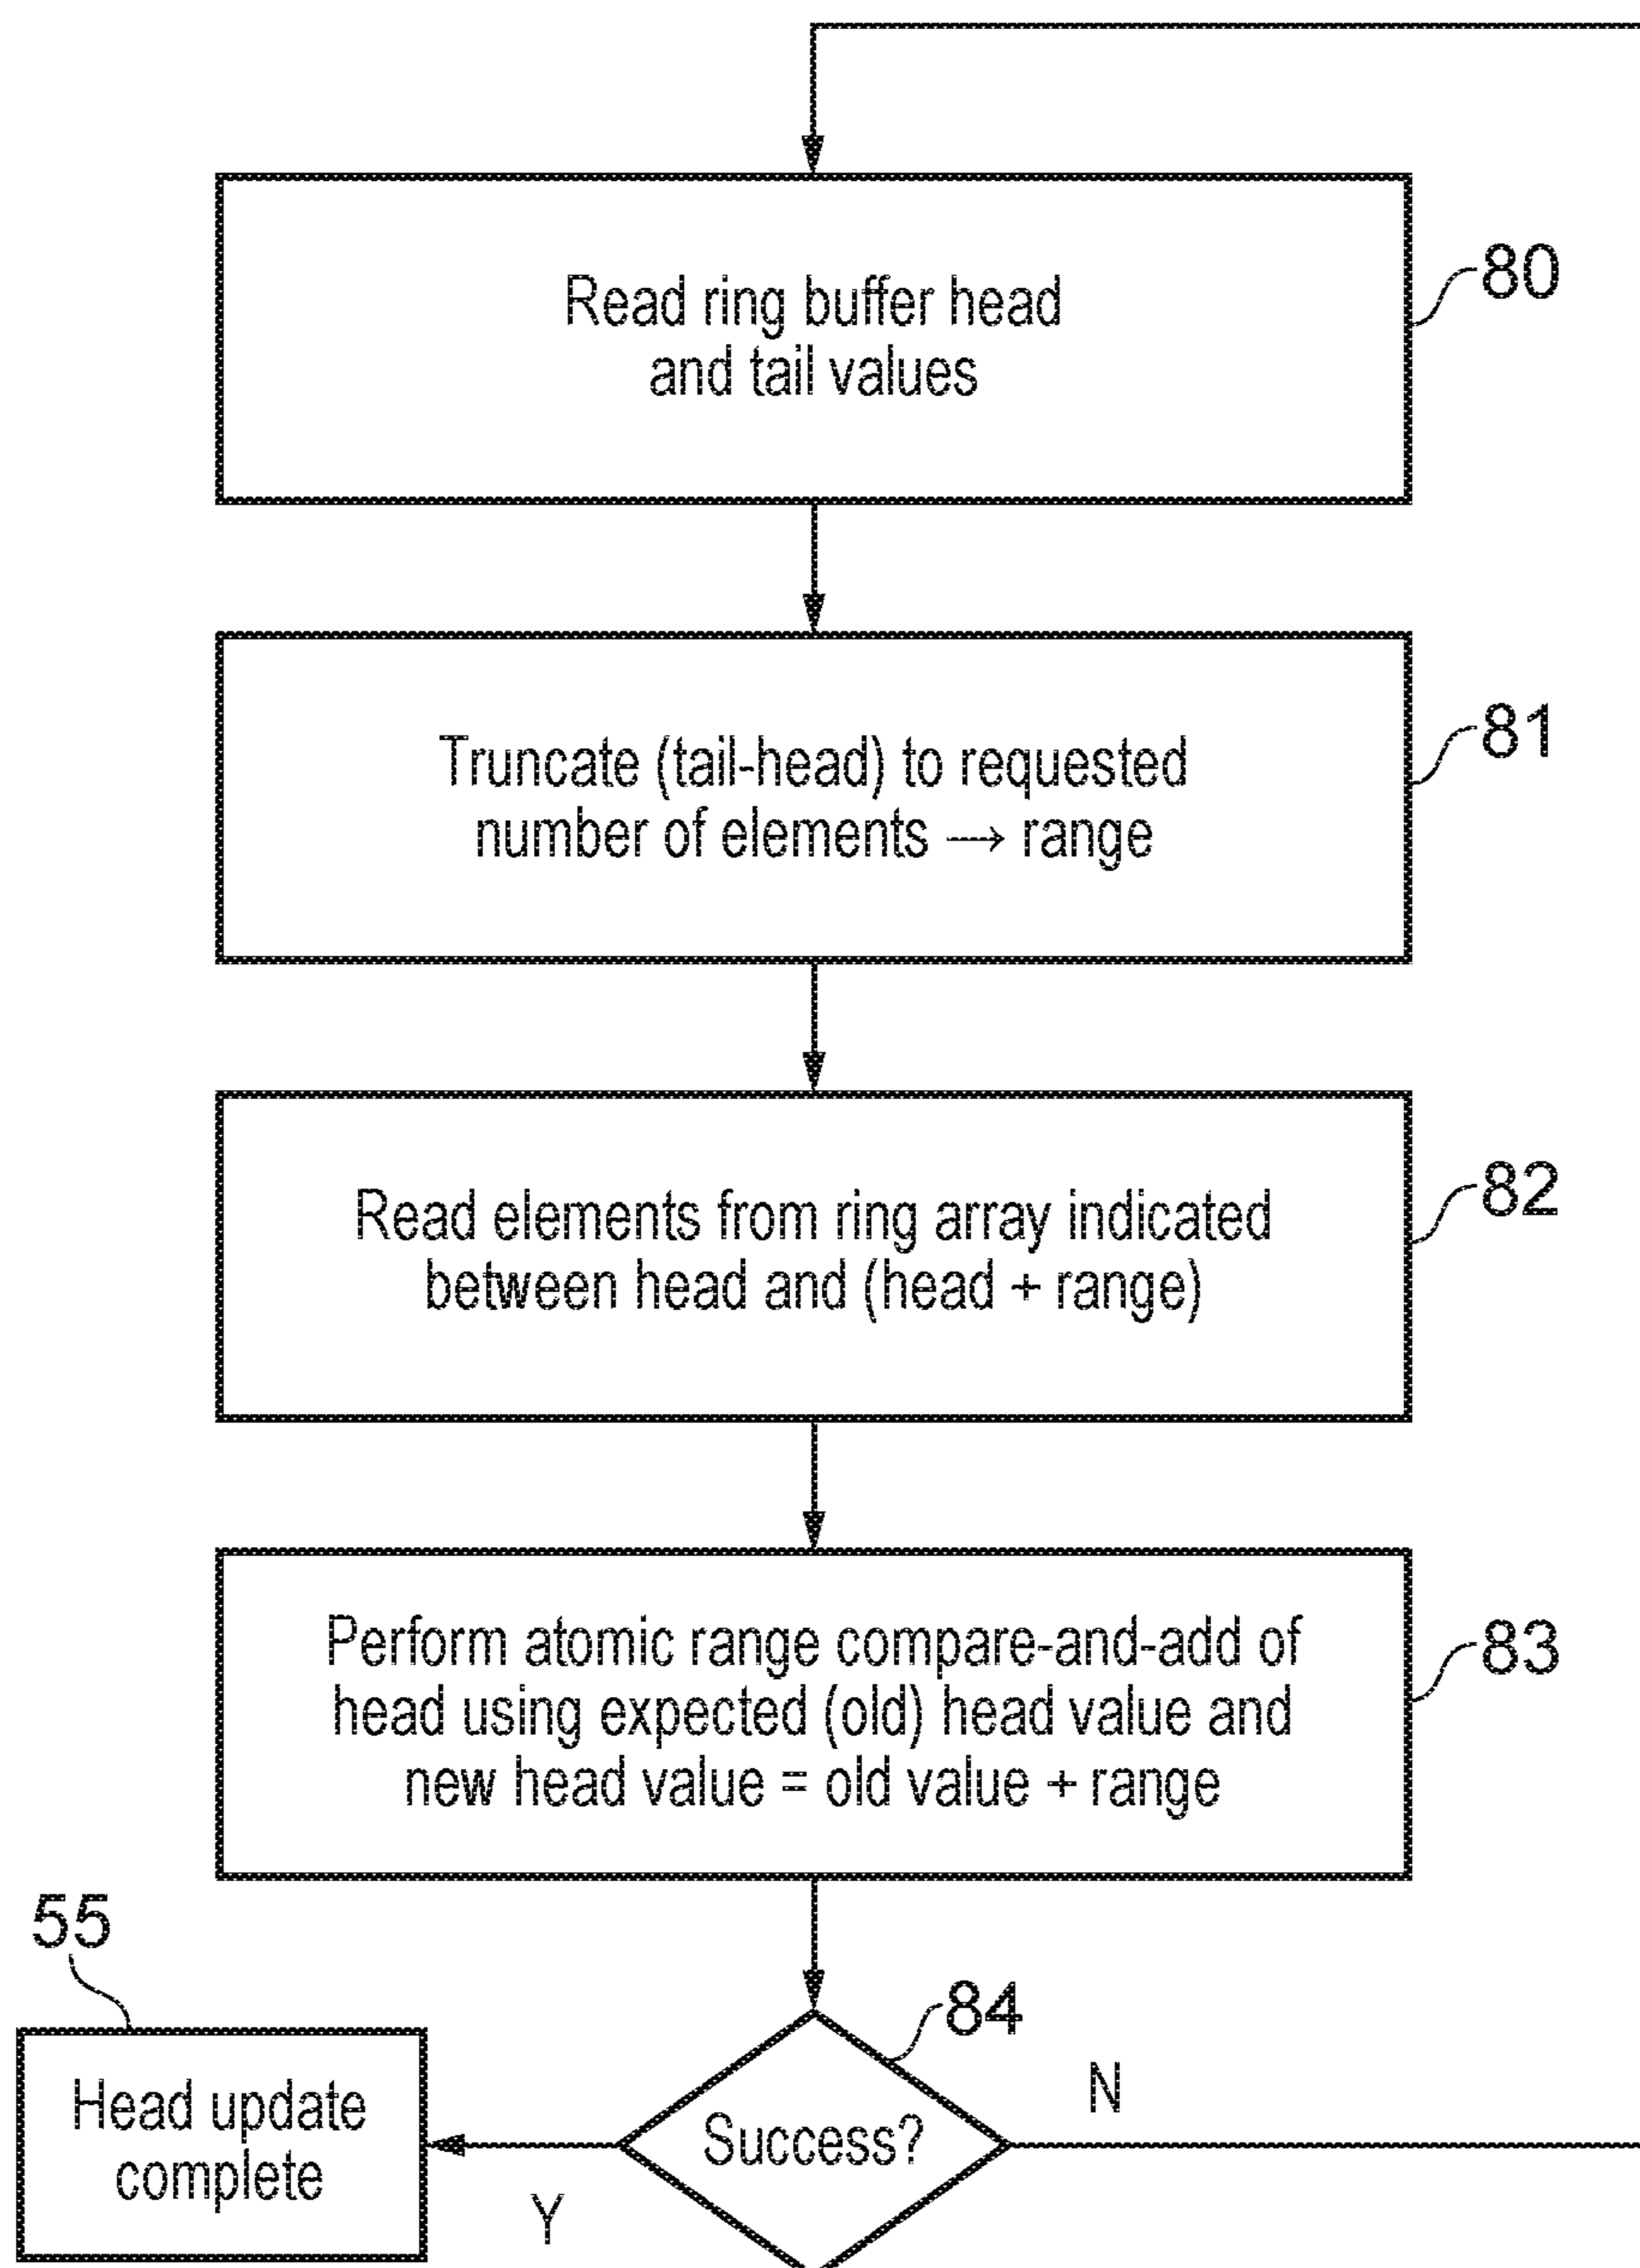 Read ring buffer head
and tail values
80
Truncate (tail-head) to requested
number of elements → range
81
Read elements from ring array indicated
between head and (head + range)
82
Perform atomic range compare-and-add of
head using expected (old) head value and
new head value = old value + range
83
55
Head update
complete
84
Success?
N
Y